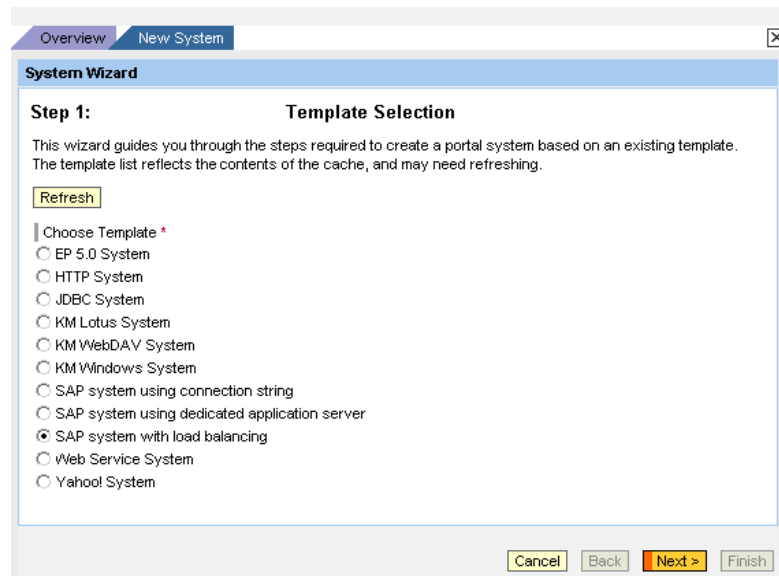 Overview New System
System Wizard
Step 1: Template Selection
This wizard guides you through the steps required to create a portal system based on an existing template.
The template list reflects the contents of the cache, and may need refreshing.
Refresh
Choose Template *
EP 5.0 System
HTTP System
JDBC System
KM Lotus System
KM WebDAV System
KM Windows System
SAP system using connection string
SAP system using dedicated application server
SAP system with load balancing
Web Service System
Yahoo! System
Cancel Back Next > Finish